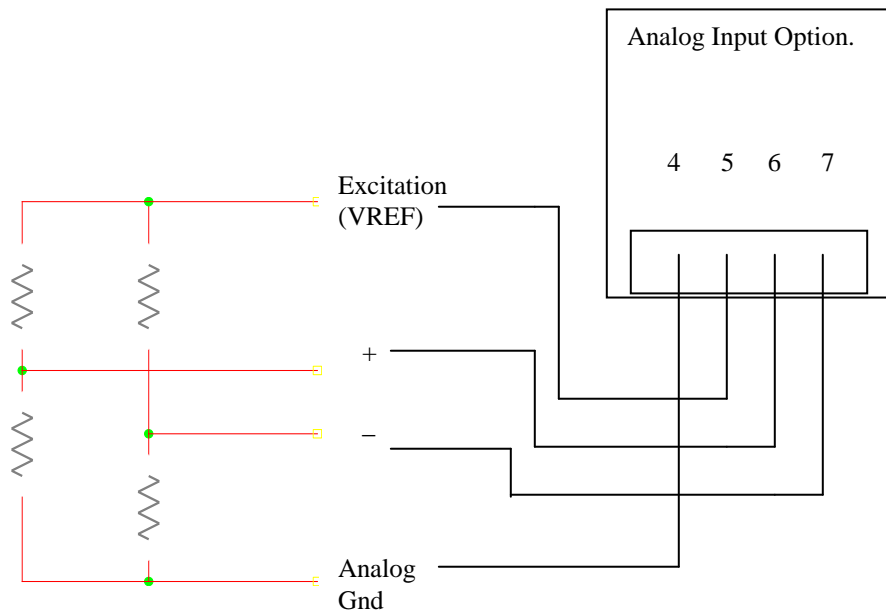 Analog Input Option.
4 5 6 7
Excitation
(VREF)
+
–
Analog
Gnd